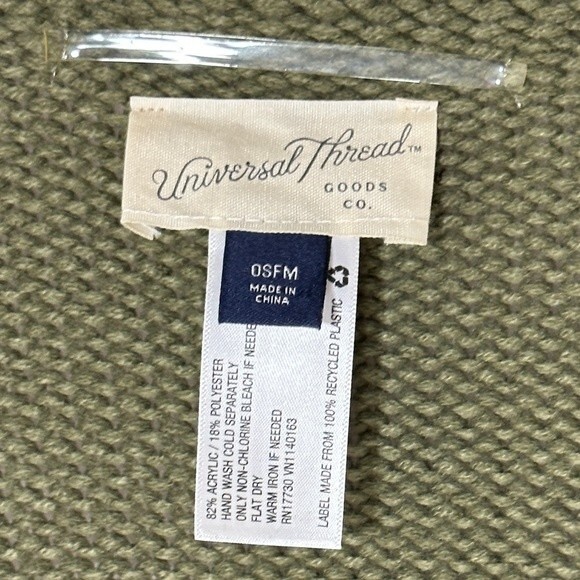 Universal Thread™
GOODS
CO.
OSFM
MADE IN
CHINA
82% ACRYLIC / 18% POLYESTER
HAND WASH COLD SEPARATELY
ONLY NON-CHLORINE BLEACH IF NEEDE
FLAT DRY
WARM IRON IF NEEDED
RN17730 VN1140163
LABEL MADE FROM 100% RECYCLED PLASTIC